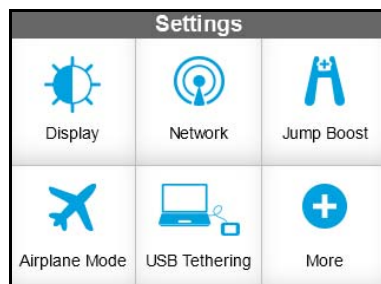 Settings
Display
Network
Jump Boost
Airplane Mode
USB Tethering
More